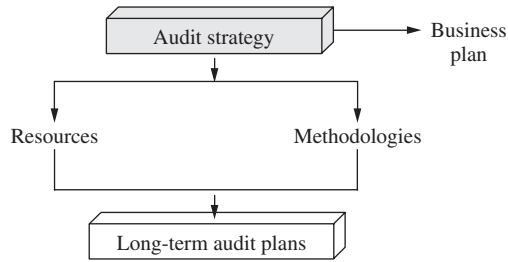 Audit strategy
Business
plan
Resources
Methodologies
Long-term audit plans